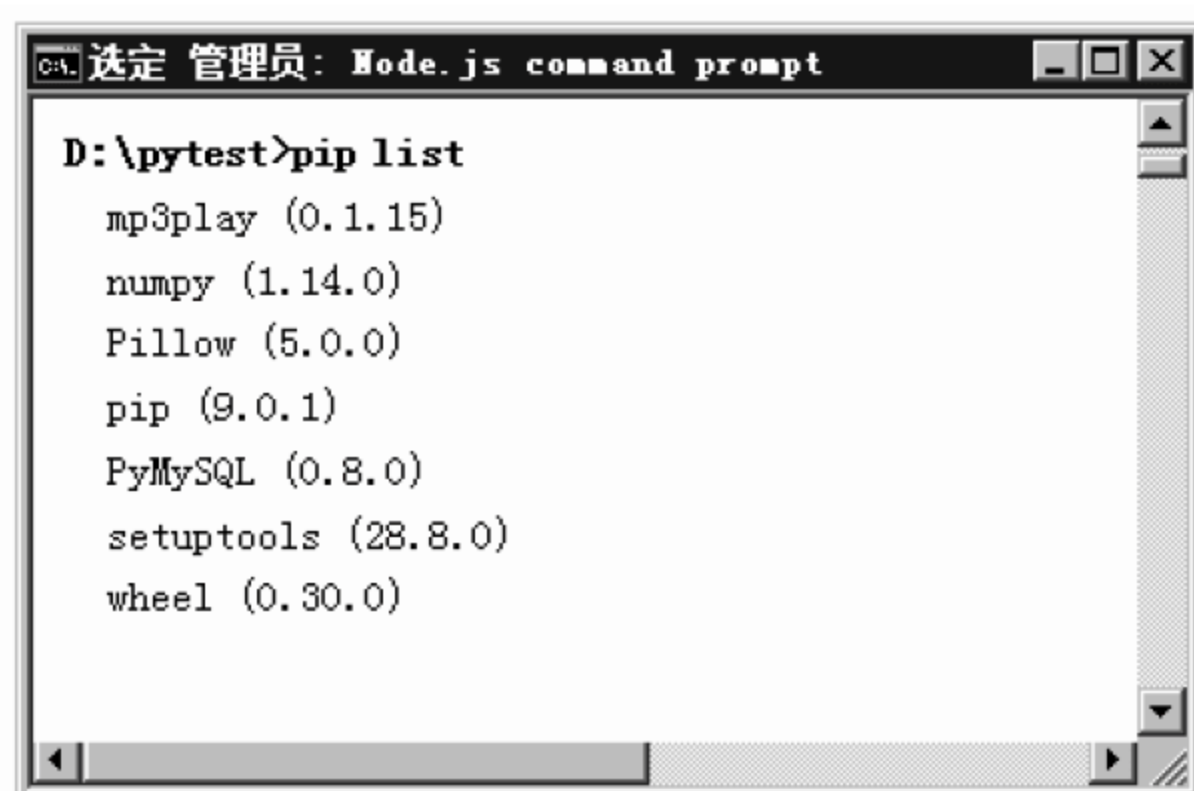 选定 管理员: Node.js command prompt
D:\pytest>pip list
mp3play (0.1.15)
numpy (1.14.0)
Pillow (5.0.0)
pip (9.0.1)
PyMySQL (0.8.0)
setuptools (28.8.0)
wheel (0.30.0)